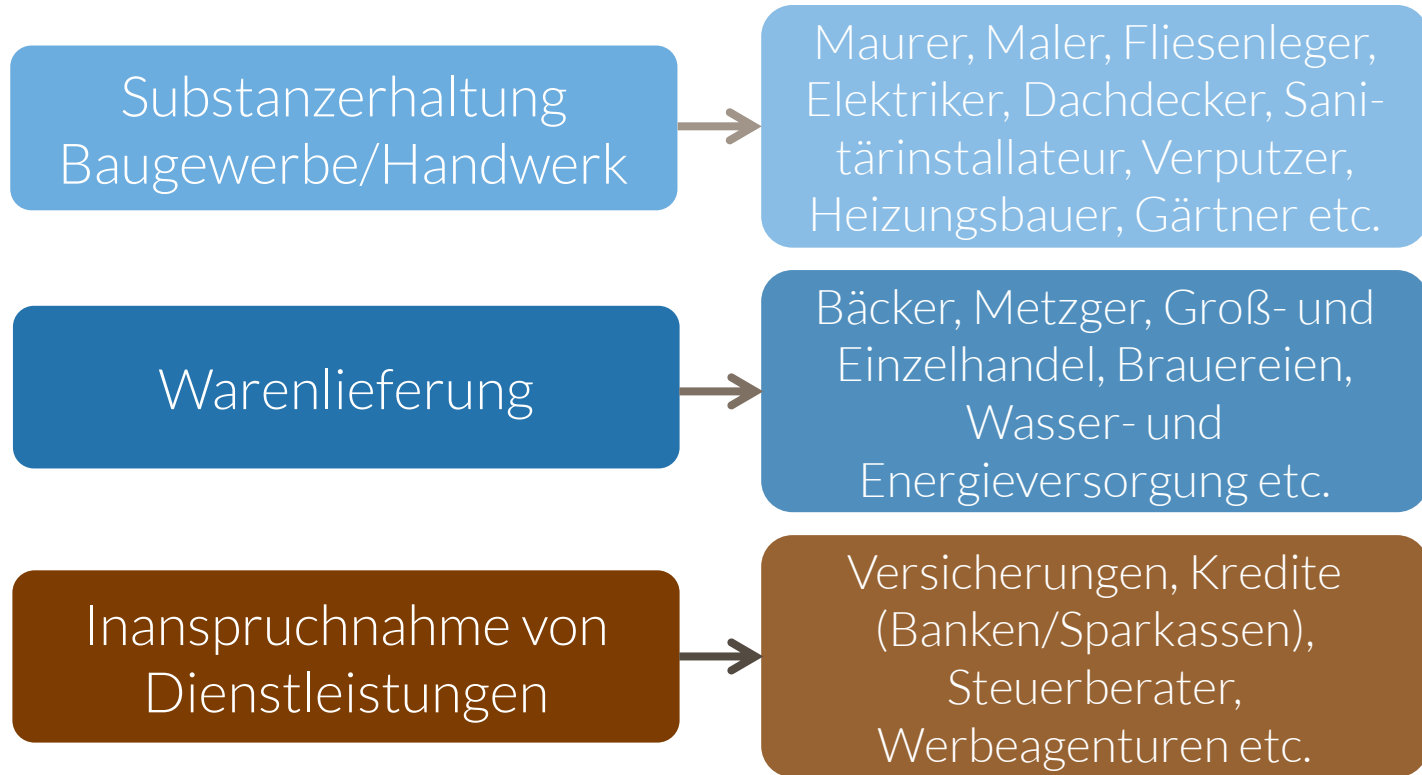 Substanzerhaltung
Baugewerbe/Handwerk
Maurer, Maler, Fliesenleger,
Elektriker, Dachdecker, Sani-
tärinstallateur, Verputzer,
Heizungsbauer, Gärtner etc.
Warenlieferung
Bäcker, Metzger, Groß- und
Einzelhandel, Brauereien,
Wasser- und
Energieversorgung etc.
Inanspruchnahme von
Dienstleistungen
Versicherungen, Kredite
(Banken/Sparkassen),
Steuerberater,
Werbeagenturen etc.